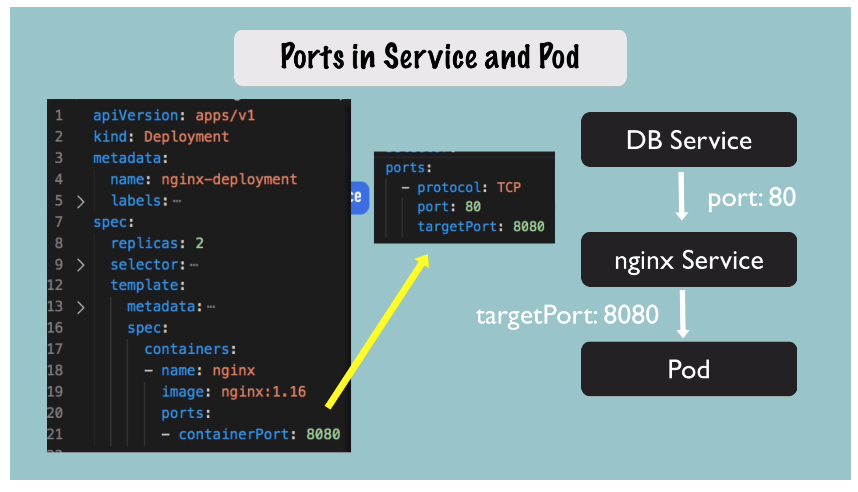 Ports in Service and Pod
1 apiVersion: apps/v1
2 kind: Deployment
3 metadata:
4 name: nginx-deployment
5 > labels:⋯
7 spec:
8 replicas: 2
9 > selector:⋯
12 template:
13 > metadata:⋯
16 spec:
17 containers:
18 - name: nginx
19 image: nginx:1.16
20 ports:
21 - containerPort: 8080
ports:
- protocol: TCP
port: 80
targetPort: 8080
DB Service
port: 80
nginx Service
targetPort: 8080
Pod